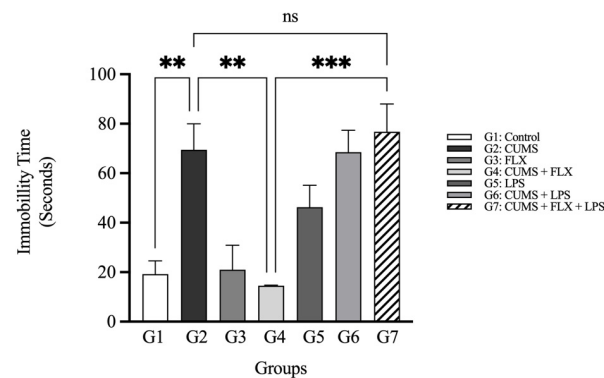 ns
** ** ***
Immobillity Time
(Seconds)
100
80
60
40
20
0
G1 G2 G3 G4 G5 G6 G7
Groups
G1: Control
G2: CUMS
G3: FLX
G4: CUMS + FLX
G5: LPS
G6: CUMS + LPS
G7: CUMS + FLX + LPS